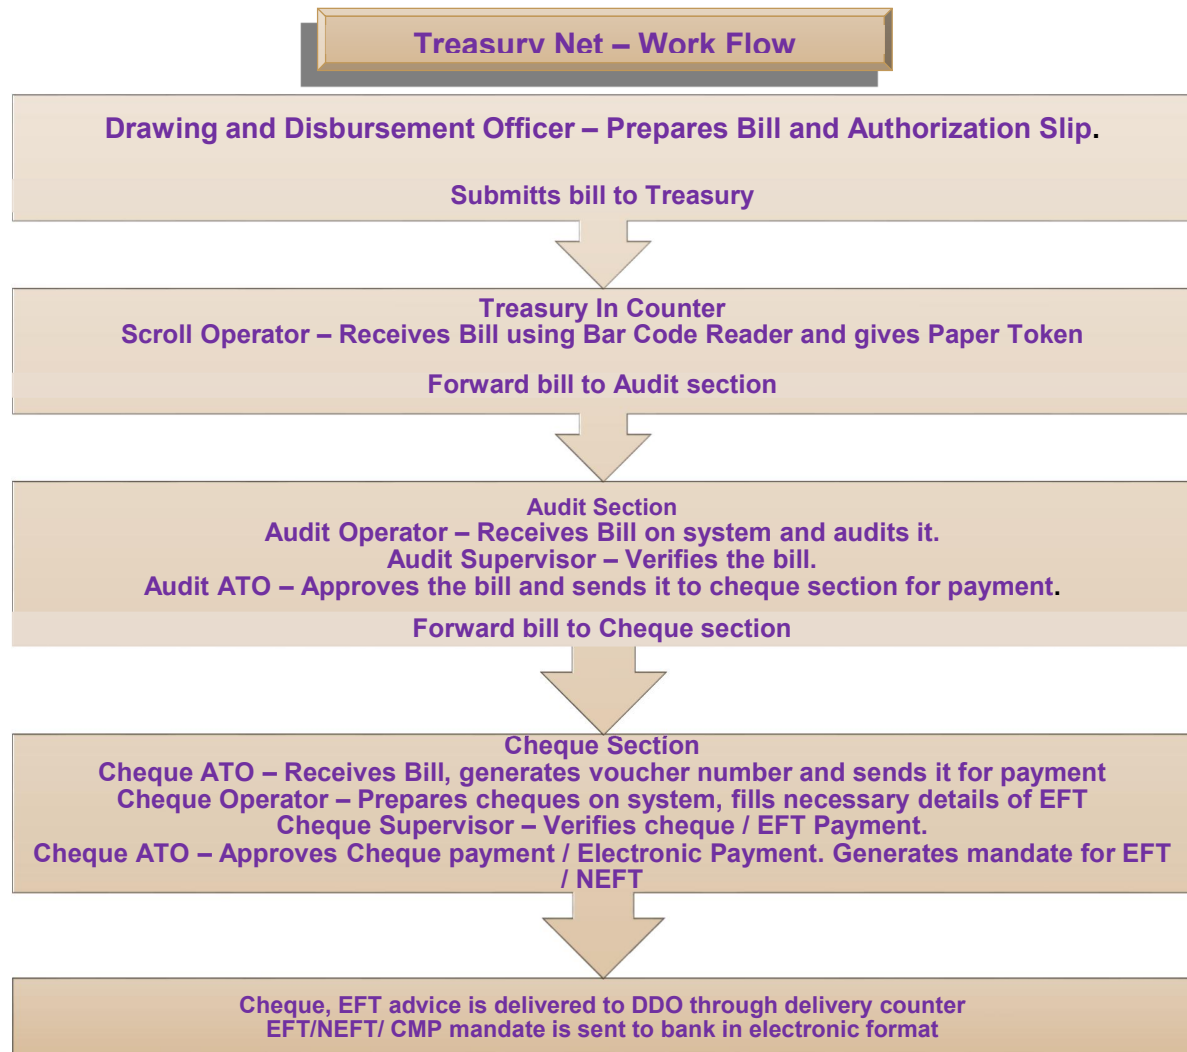 Treasury Net – Work Flow
Drawing and Disbursement Officer – Prepares Bill and Authorization Slip.
Submitts bill to Treasury
Treasury In Counter
Scroll Operator – Receives Bill using Bar Code Reader and gives Paper Token
Forward bill to Audit section
Audit Section
Audit Operator – Receives Bill on system and audits it.
Audit Supervisor – Verifies the bill.
Audit ATO – Approves the bill and sends it to cheque section for payment.
Forward bill to Cheque section
Cheque Section
Cheque ATO – Receives Bill, generates voucher number and sends it for payment
Cheque Operator – Prepares cheques on system, fills necessary details of EFT
Cheque Supervisor – Verifies cheque / EFT Payment.
Cheque ATO – Approves Cheque payment / Electronic Payment. Generates mandate for EFT
/ NEFT
Cheque, EFT advice is delivered to DDO through delivery counter
EFT/NEFT/ CMP mandate is sent to bank in electronic format